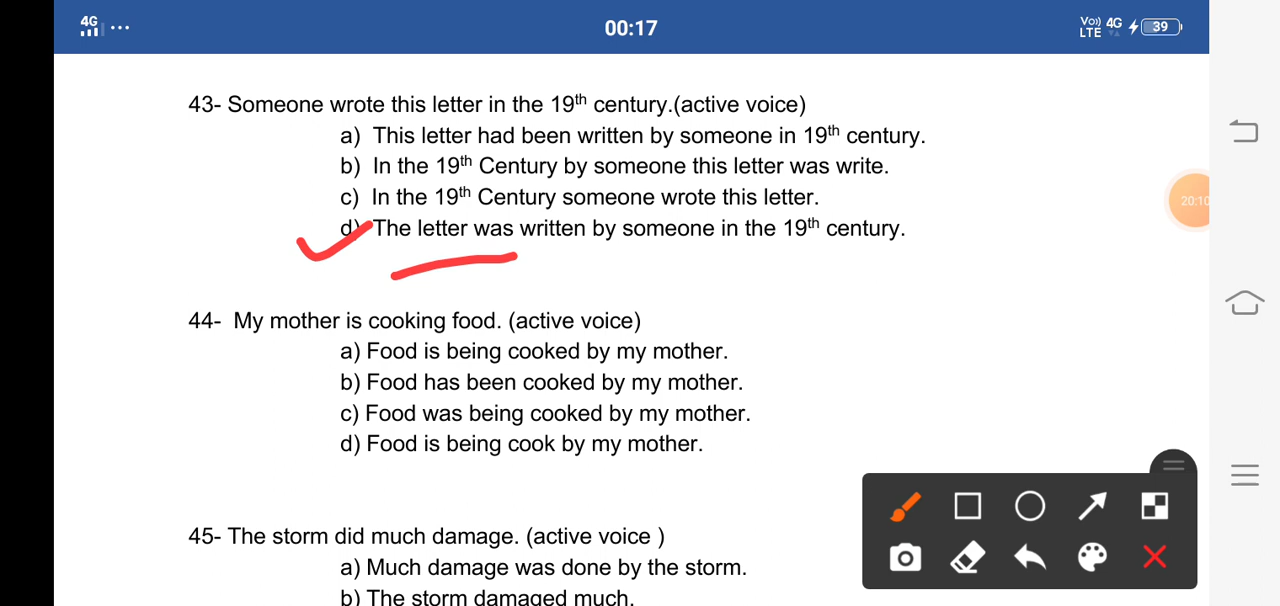 4G ... 00:17 Vo)) 4G 39
LTE
43- Someone wrote this letter in the 19th century.(active voice)
a) This letter had been written by someone in 19th century.
b) In the 19th Century by someone this letter was write.
c) In the 19th Century someone wrote this letter.
d) The letter was written by someone in the 19th century.
20:10
44- My mother is cooking food. (active voice)
a) Food is being cooked by my mother.
b) Food has been cooked by my mother.
c) Food was being cooked by my mother.
d) Food is being cook by my mother.
45- The storm did much damage. (active voice )
a) Much damage was done by the storm.
b) The storm damaged much.